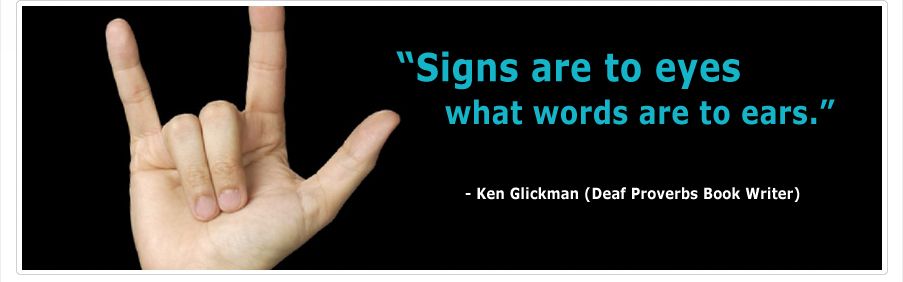 “Signs are to eyes
what words are to ears.”
- Ken Glickman (Deaf Proverbs Book Writer)